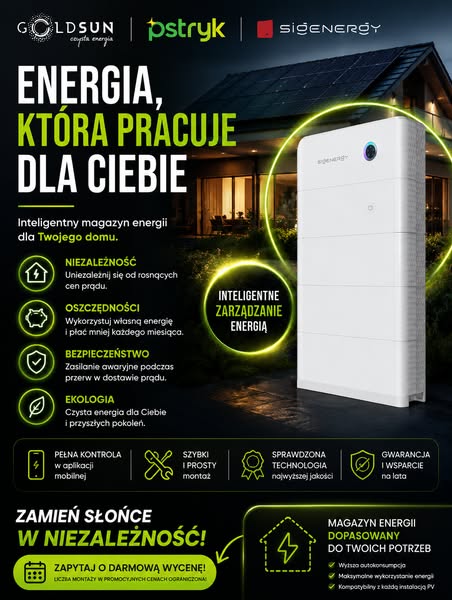 GOLDSUN
czysta energia
pstryk
SIGENERGY
ENERGIA,
KTÓRA PRACUJE
DLA CIEBIE
SIGENERGY
Inteligentny magazyn energii
dla Twojego domu.
NIEZALEŻNOŚĆ
Uniezależnij się od rosnących
cen prądu.
OSZCZĘDNOŚCI
Wykorzystuj własną energię
i płać mniej każdego miesiąca.
BEZPIECZEŃSTWO
Zasilanie awaryjne podczas
przerw w dostawie prądu.
EKOLOGIA
Czysta energia dla Ciebie
i przyszłych pokoleń.
INTELIGENTNE
ZARZĄDZANIE
ENERGIĄ
PEŁNA KONTROLA
w aplikacji
mobilnej
SZYBKI
I PROSTY
montaż
SPRAWDZONA
TECHNOLOGIA
najwyższej jakości
GWARANCJA
I WSPARCIE
na lata
ZAMIEŃ SŁOŃCE
W NIEZALEŻNOŚĆ!
ZAPYTAJ O DARMOWĄ WYCENĘ!
LICZBA MONTAŻY W PROMOCYJNYCH CENACH OGRANICZONA!
MAGAZYN ENERGII
DOPASOWANY
DO TWOICH POTRZEB
Wyższa autokonsumpcja
Maksymalne wykorzystanie energii
Kompatybilny z każdą instalacją PV